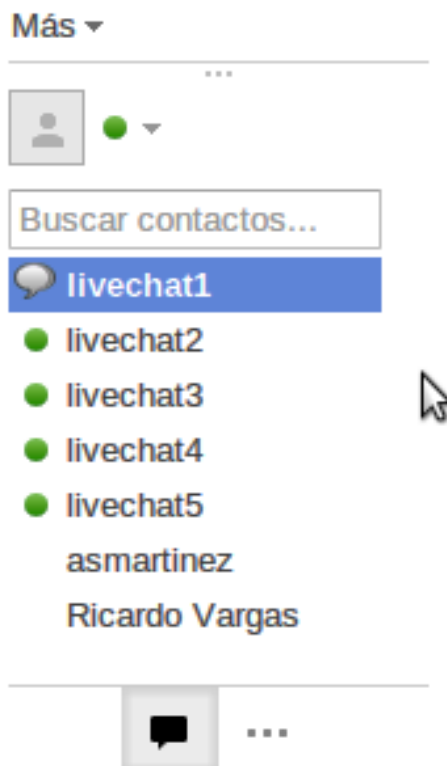 Más
Buscar contactos...
livechat1
livechat2
livechat3
livechat4
livechat5
asmartinez
Ricardo Vargas